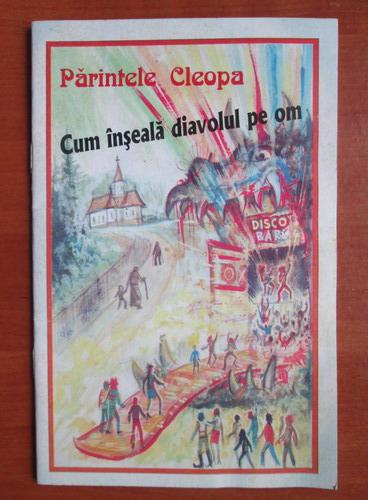 Părintele Cleopa
Cum înşeală diavolul pe om
DISCO
BAR